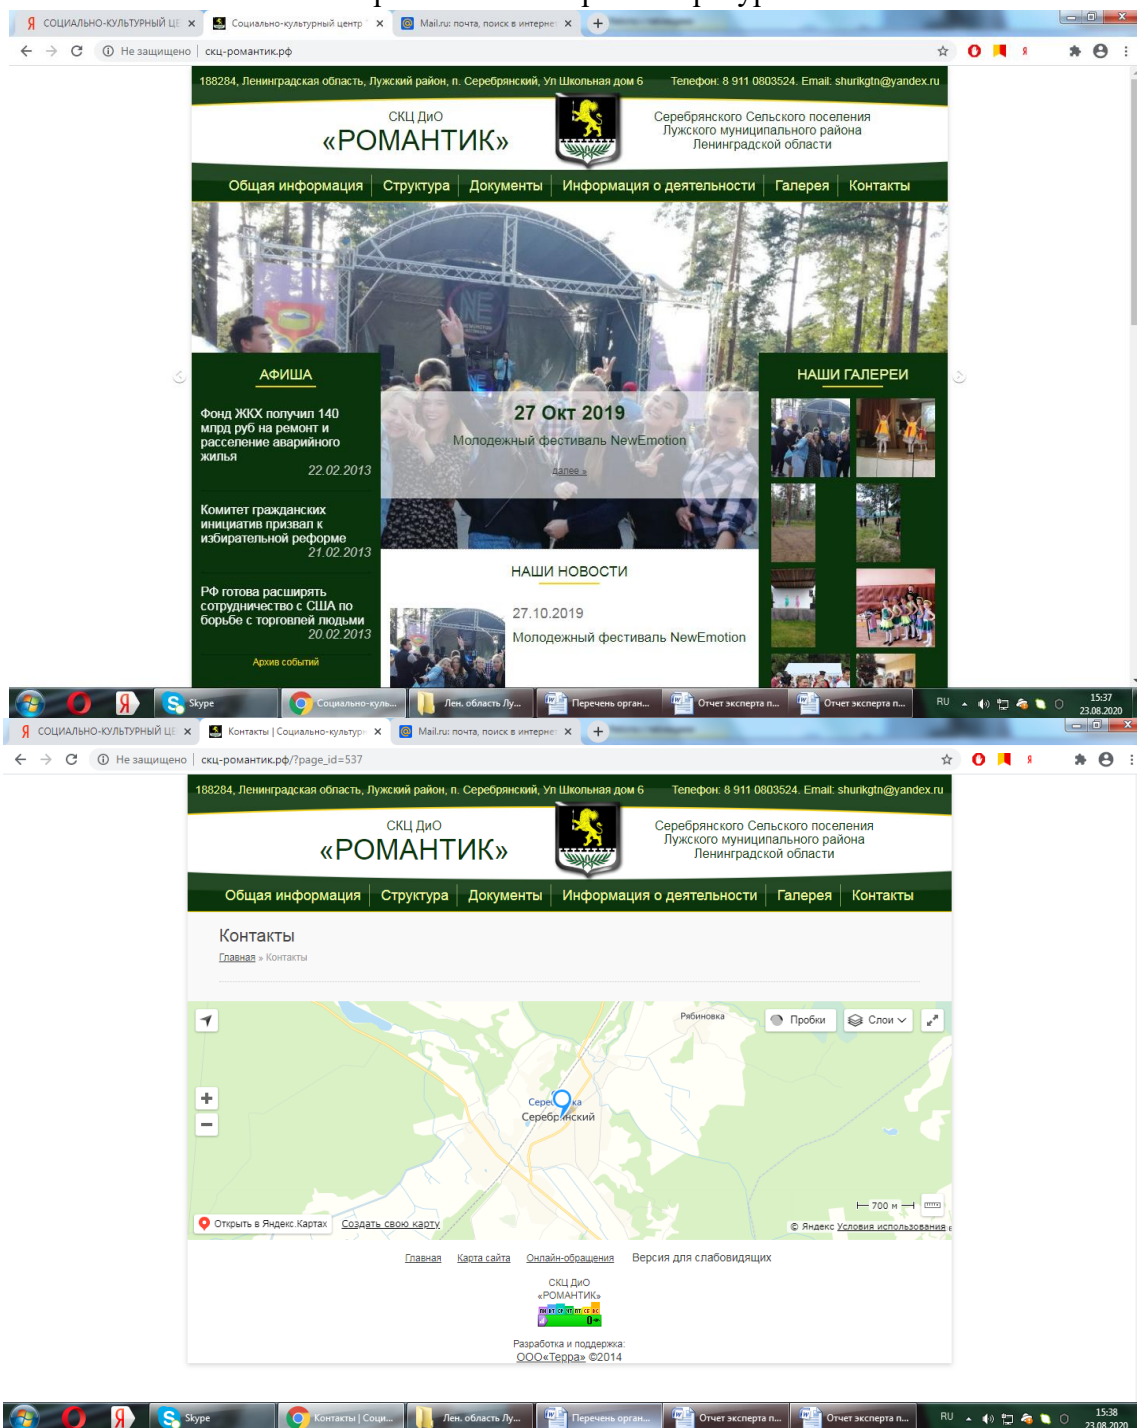 СОЦИАЛЬНО-КУЛЬТУРНЫЙ ЦЕ
Социально-культурный центр
Mail.ru: почта, поиск в интерне
Не защищено
скц-романтик.рф
188284, Ленинградская область, Лужский район, п. Серебрянский, Ул Школьная дом 6
Телефон: 8 911 0803524. Email: shurikgtn@yandex.ru
СКЦ ДиО
«РОМАНТИК»
Серебрянского Сельского поселения
Лужского муниципального района
Ленинградской области
Общая информация
Структура
Документы
Информация о деятельности
Галерея
Контакты
АФИША
Фонд ЖКХ получил 140
млрд руб на ремонт и
расселение аварийного
жилья
22.02.2013
Комитет гражданских
инициатив призвал к
избирательной реформе
21.02.2013
РФ готова расширять
сотрудничество с США по
борьбе с торговлей людьми
20.02.2013
Архив событий
27 Окт 2019
Молодежный фестиваль NewEmotion
далее »
НАШИ НОВОСТИ
27.10.2019
Молодежный фестиваль NewEmotion
НАШИ ГАЛЕРЕИ
Skype
Социально-куль...
Лен. область Лу...
Перечень орган...
Отчет эксперта п...
Отчет эксперта п...
RU
15:37
23.08.2020
СОЦИАЛЬНО-КУЛЬТУРНЫЙ ЦЕ
Контакты | Социально-культур
Mail.ru: почта, поиск в интерне
Не защищено
скц-романтик.рф/?page_id=537
188284, Ленинградская область, Лужский район, п. Серебрянский, Ул Школьная дом 6
Телефон: 8 911 0803524. Email: shurikgtn@yandex.ru
СКЦ ДиО
«РОМАНТИК»
Серебрянского Сельского поселения
Лужского муниципального района
Ленинградской области
Общая информация
Структура
Документы
Информация о деятельности
Галерея
Контакты
Контакты
Главная » Контакты
Рябиновка
Пробки
Слои
Серебрянский
700 м
Открыть в Яндекс.Картах
Создать свою карту
© Яндекс Условия использования
Главная
Карта сайта
Онлайн-обращения
Версия для слабовидящих
СКЦ ДиО
«РОМАНТИК»
ПН ВТ СР ЧТ ПТ СБ ВС
Разработка и поддержка:
ООО«Терра» ©2014
Skype
Контакты | Соци...
Лен. область Лу...
Перечень орган...
Отчет эксперта п...
Отчет эксперта п...
RU
15:38
23.08.2020